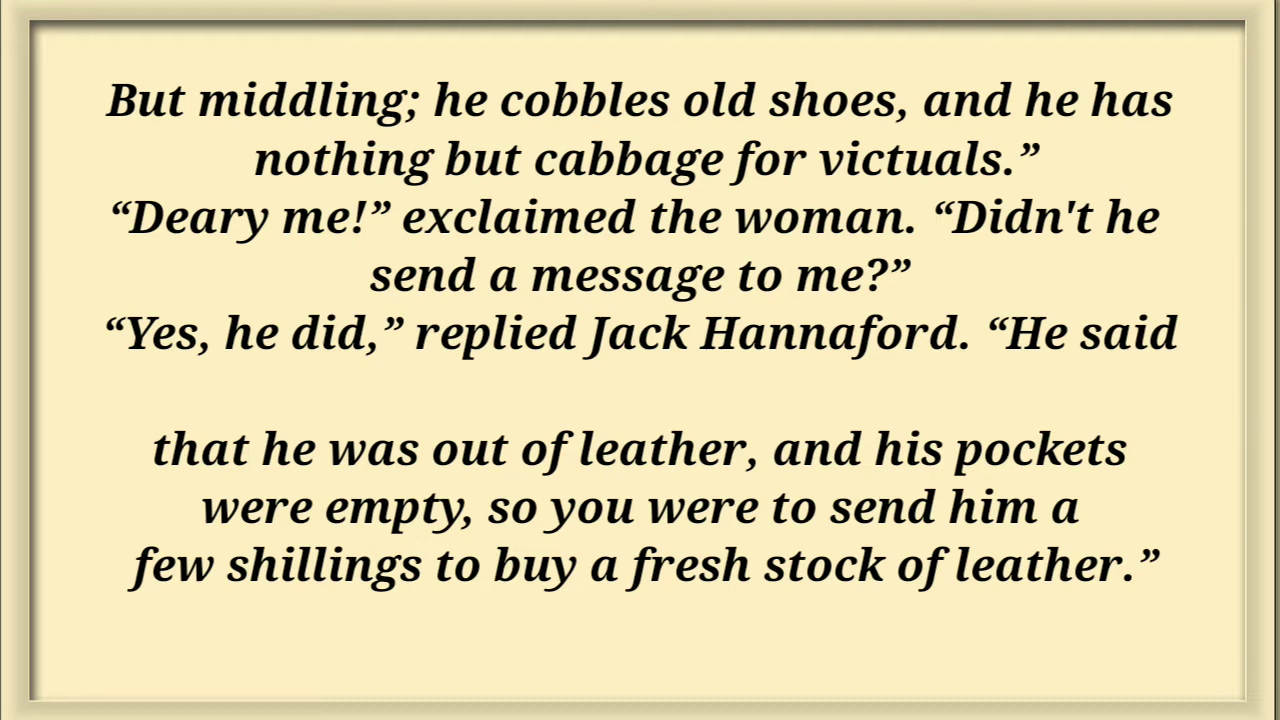 But middling; he cobbles old shoes, and he has
nothing but cabbage for victuals.”
“Deary me!” exclaimed the woman. “Didn't he
send a message to me?”
“Yes, he did,” replied Jack Hannaford. “He said
that he was out of leather, and his pockets
were empty, so you were to send him a
few shillings to buy a fresh stock of leather.”